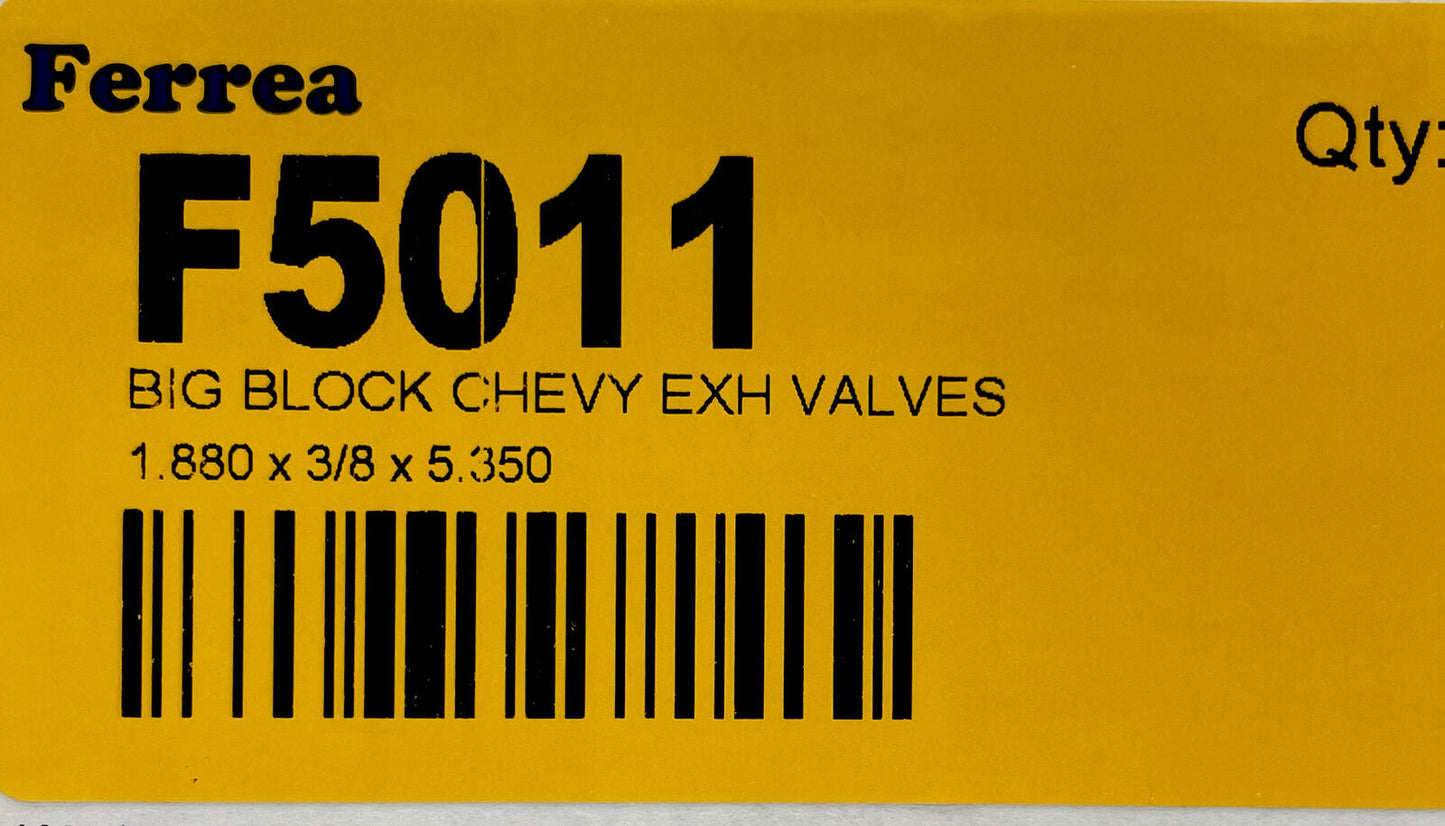 Ferrea
Qty:
F5011
BIG BLOCK CHEVY EXH VALVES
1.880 x 3/8 x 5.350